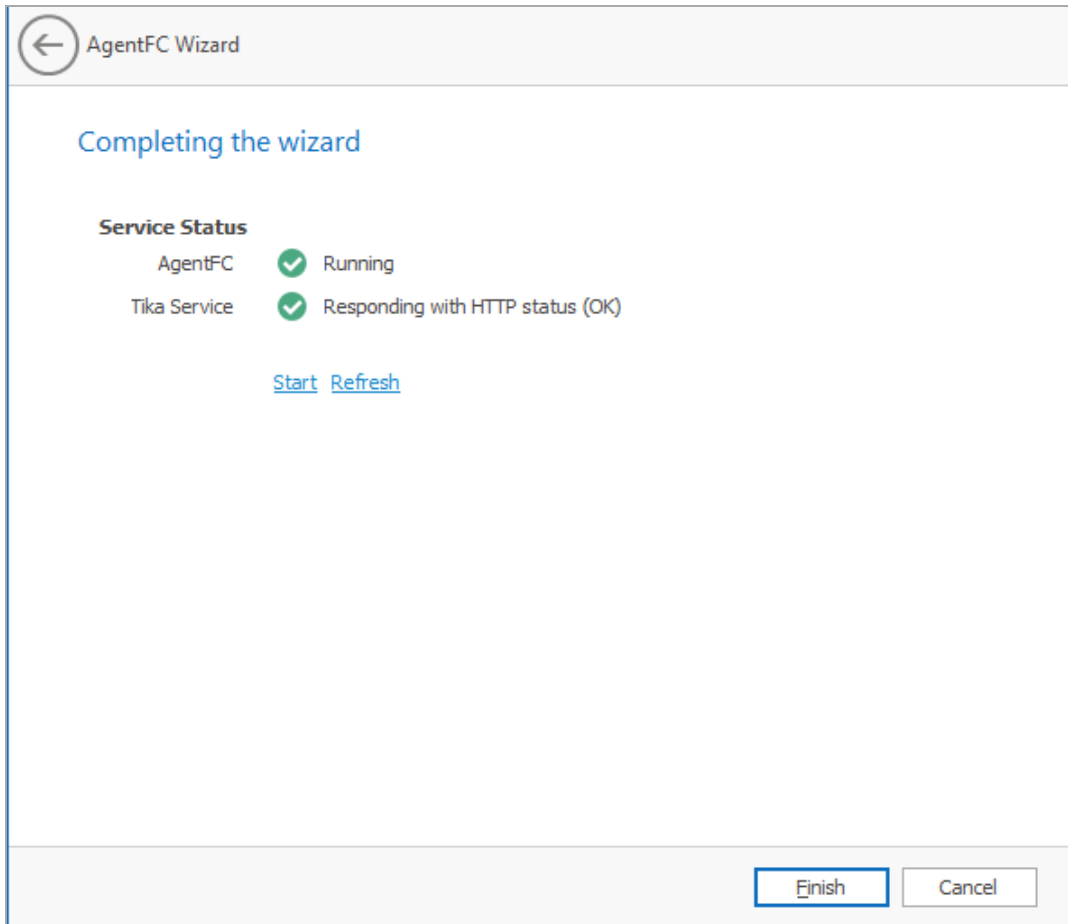 AgentFC Wizard
Completing the wizard
Service Status
AgentFC Running
Tika Service Responding with HTTP status (OK)
Start Refresh
Finish Cancel